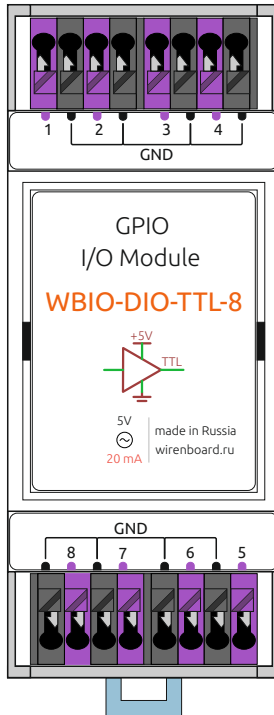 1 2 3 4
GND
GPIO
I/O Module
WBIO-DIO-TTL-8
+5V
TTL
5V
20 mA
made in Russia
wirenboard.ru
GND
8 7 6 5